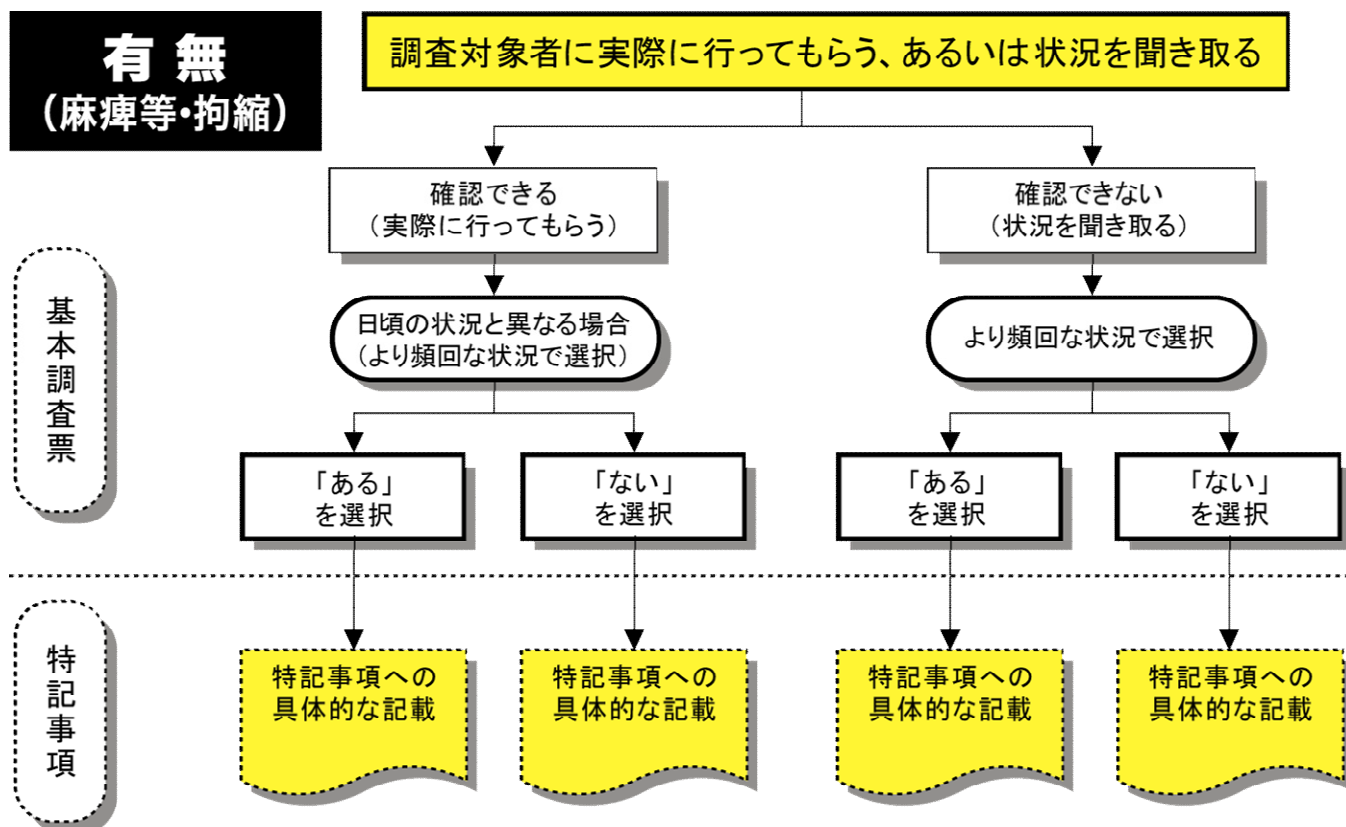 有無
（麻痺等・拘縮）
調査対象者に実際に行ってもらう、あるいは状況を聞き取る
確認できる
（実際に行ってもらう）
確認できない
（状況を聞き取る）
基本調査票
日頃の状況と異なる場合
（より頻回な状況で選択）
より頻回な状況で選択
「ある」
を選択
「ない」
を選択
「ある」
を選択
「ない」
を選択
特記事項
特記事項への
具体的な記載
特記事項への
具体的な記載
特記事項への
具体的な記載
特記事項への
具体的な記載